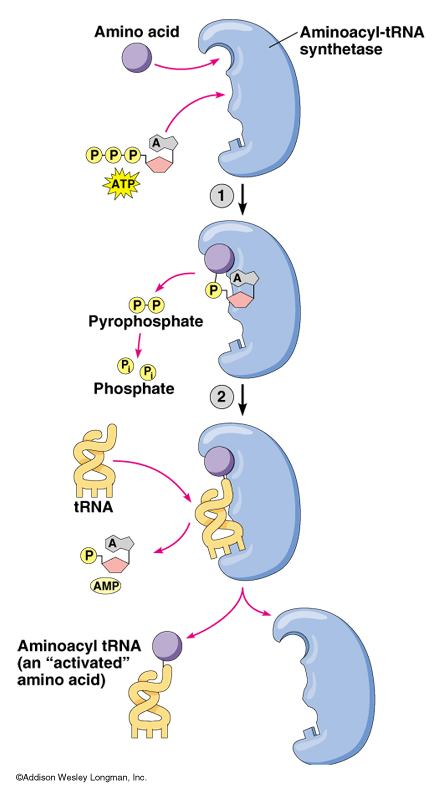 Amino acid
Aminoacyl-tRNA
synthetase
P P P A
ATP
1
A
P
P P
Pyrophosphate
Pi Pi
Phosphate
2
tRNA
A
P
AMP
Aminoacyl tRNA
(an “activated”
amino acid)
©Addison Wesley Longman, Inc.